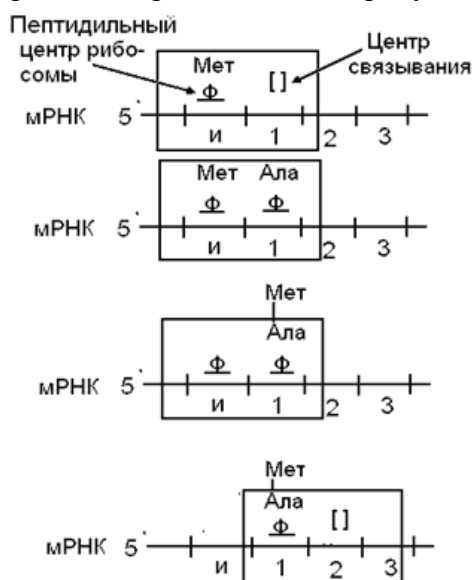 Пептидильный
центр рибо-
сомы
Центр
связывания
Мет
Ф
[ ]
мРНК 5`
и 1 2 3
Мет Ала
Ф Ф
мРНК 5`
и 1 2 3
Мет
Ала
Ф Ф
мРНК 5`
и 1 2 3
Мет
Ала
Ф [ ]
мРНК 5`
и 1 2 3